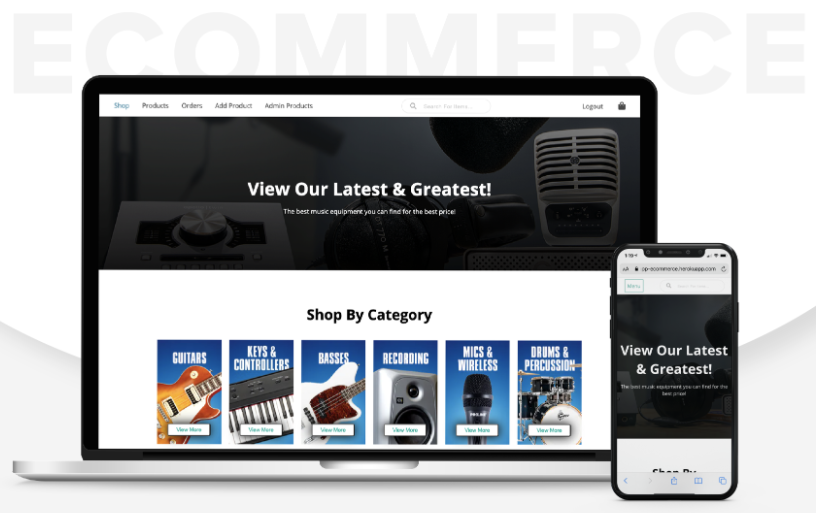 ECOMMERCE
Shop Products Orders Add Product Admin Products Search For Items... Logout
View Our Latest & Greatest!
The best music equipment you can find for the best price!
Shop By Category
GUITARS
View More
KEYS &
CONTROLLERS
View More
BASSES
View More
RECORDING
View More
MICS &
WIRELESS
View More
DRUMS &
PERCUSSION
View More
op-ecommerce.herokuapp.com
Menu
View Our Latest
& Greatest!
The best music equipment you can find for the
best price!
Shop By